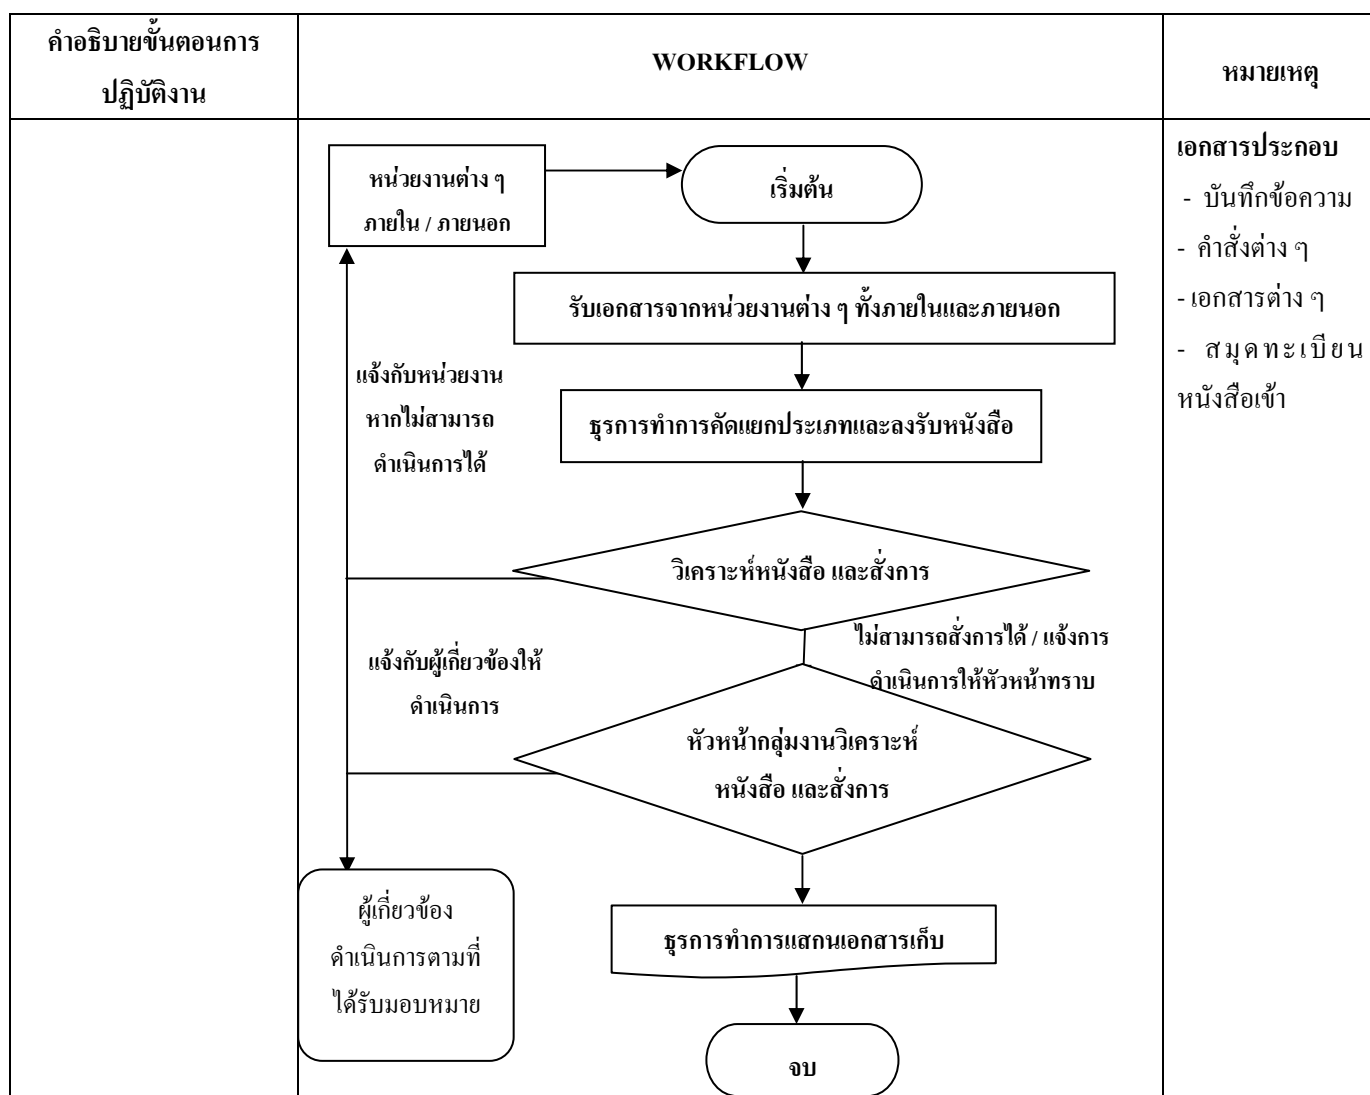 คำอธิบายขั้นตอนการ
ปฏิบัติงาน
WORKFLOW
หมายเหตุ
หน่วยงานต่าง ๆ
ภายใน / ภายนอก
เริ่มต้น
รับเอกสารจากหน่วยงานต่าง ๆ ทั้งภายในและภายนอก
แจ้งกับหน่วยงาน
หากไม่สามารถ
ดำเนินการได้
ธุรการทำการคัดแยกประเภทและลงรับหนังสือ
วิเคราะห์หนังสือ และสั่งการ
ไม่สามารถสั่งการได้ / แจ้งการ
ดำเนินการให้หัวหน้าทราบ
แจ้งกับผู้เกี่ยวข้องให้
ดำเนินการ
หัวหน้ากลุ่มงานวิเคราะห์
หนังสือ และสั่งการ
ผู้เกี่ยวข้อง
ดำเนินการตามที่
ได้รับมอบหมาย
ธุรการทำการแสกนเอกสารเก็บ
จบ
เอกสารประกอบ
- บันทึกข้อความ
- คำสั่งต่าง ๆ
- เอกสารต่าง ๆ
- สมุดทะเบียน
หนังสือเข้า